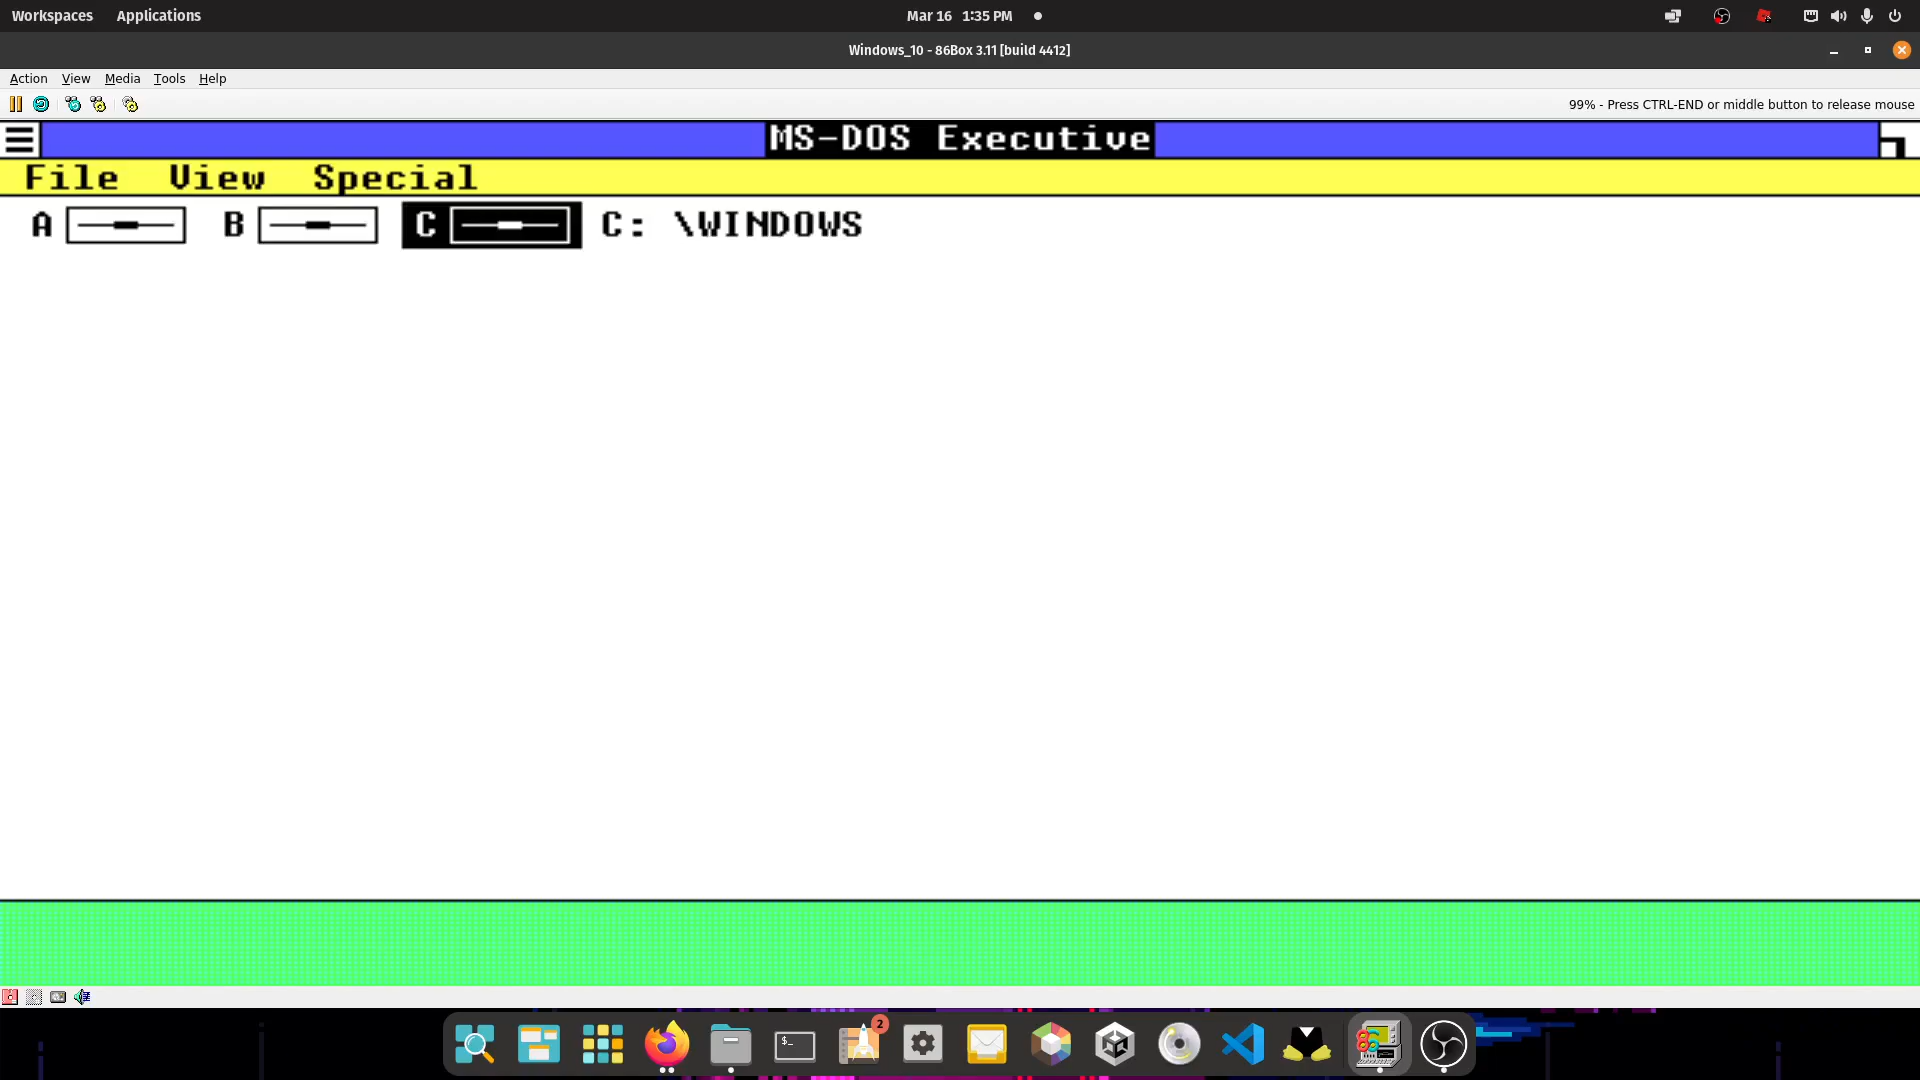 Workspaces Applications Mar 16 1:35 PM
Windows_10 - 86Box 3.11 [build 4412]
Action View Media Tools Help
99% - Press CTRL-END or middle button to release mouse
MS-DOS Executive
File View Special
A B C C: \WINDOWS
2
$_
86